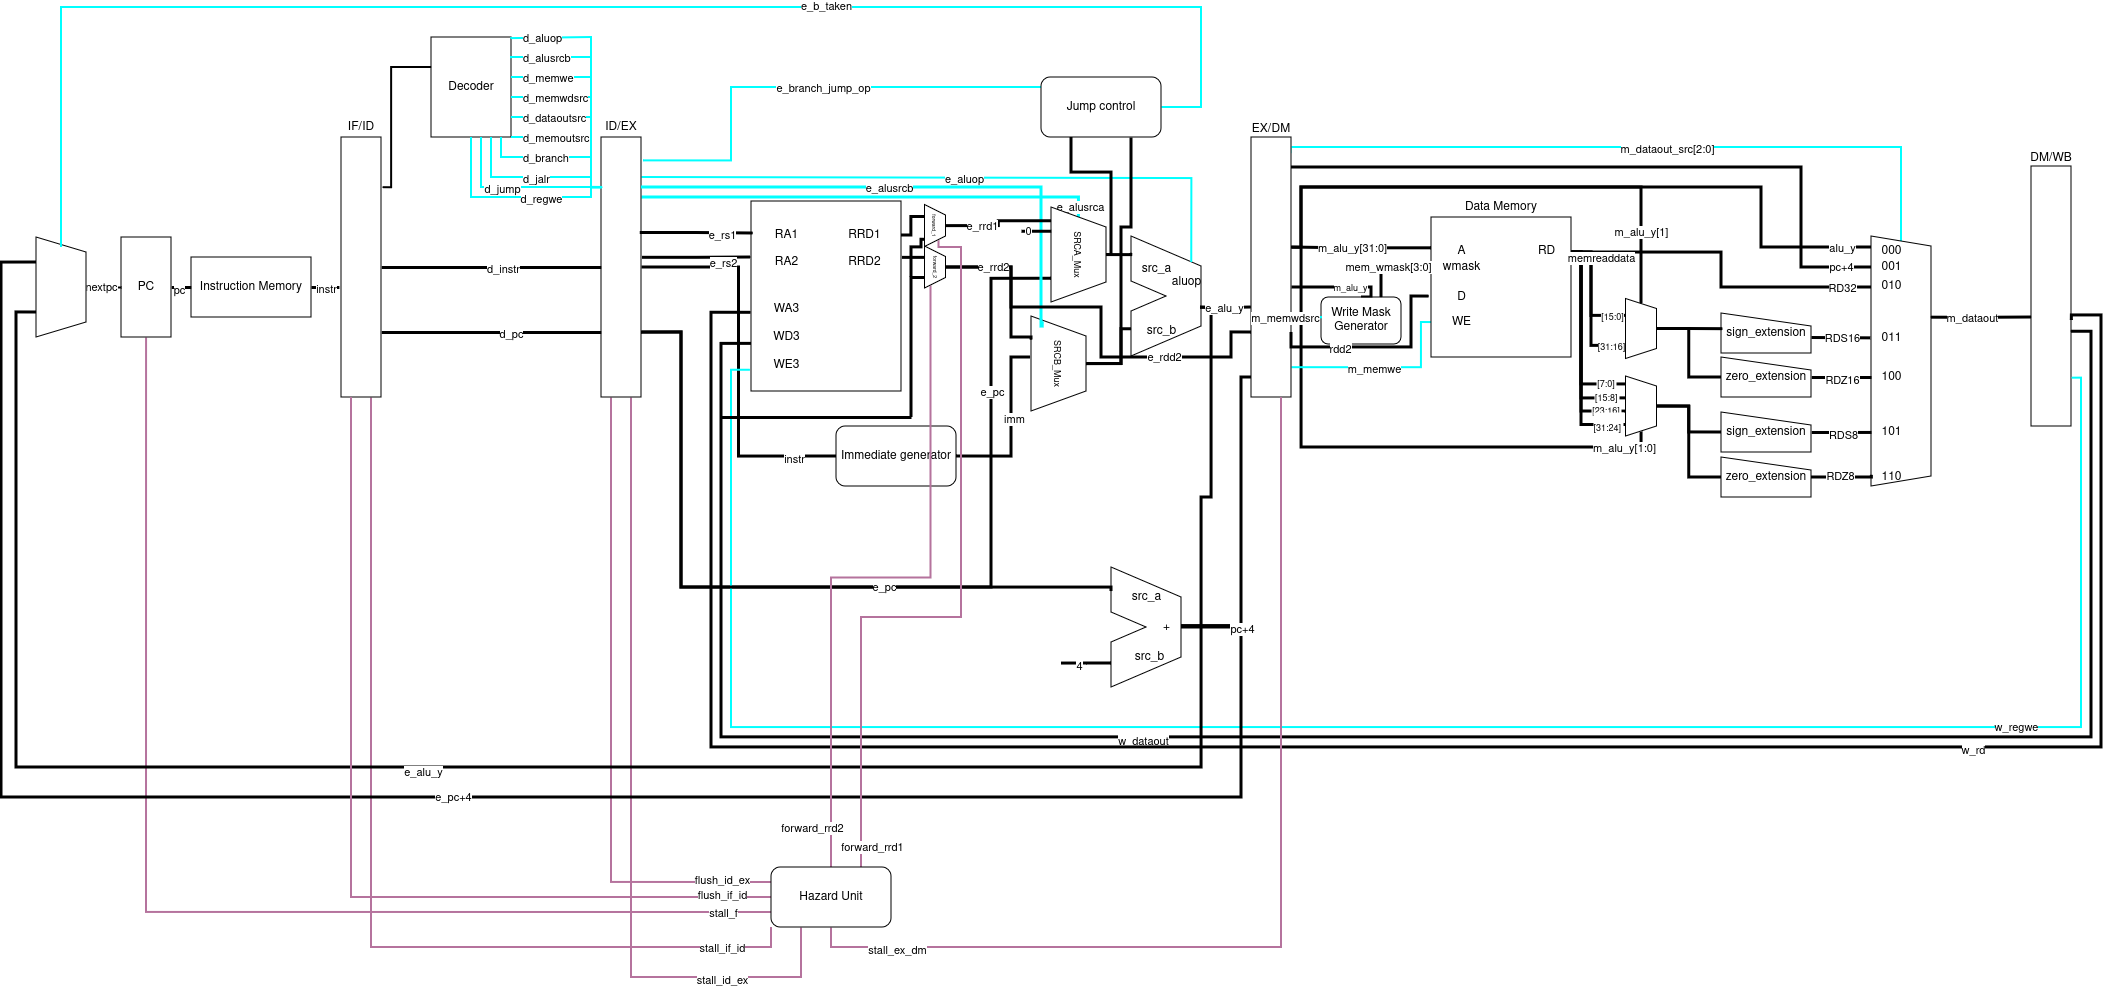 e_b_taken
d_aluop
d_alusrcb
Decoder
d_memwe
e_branch_jump_op
d_memwdsrc
Jump control
d_dataoutsrc
IF/ID
ID/EX
EX/DM
d_memoutsrc
m_dataout_src[2:0]
d_branch
DM/WB
d_jalr
e_aluop
d_jump
e_alusrcb
d_regwe
e_alusrca
Data Memory
e_rs1
RA1
RRD1
forward_1
e_rrd1
0
SRCA_Mux
m_alu_y[1]
e_rs2
RA2
RRD2
forward_2
e_rrd2
src_a
aluop
m_alu_y[31:0]
A
RD
memreaddata
alu_y
000
mem_wmask[3:0]
wmask
pc+4
001
nextpc
PC
pc
Instruction Memory
instr
d_instr
m_alu_y
D
RD32
010
WA3
e_alu_y
m_memwdsrc
Write Mask
Generator
WE
[15:0]
m_dataout
d_pc
WD3
src_b
rdd2
[31:16]
sign_extension
RDS16
011
WE3
SRCB_Mux
e_rdd2
m_memwe
zero_extension
RDZ16
100
e_pc
[7:0]
[15:8]
[23:16]
[31:24]
imm
sign_extension
RDS8
101
instr
Immediate generator
m_alu_y[1:0]
zero_extension
RDZ8
110
e_pc
src_a
+
pc+4
src_b
4
w_regwe
w_dataout
w_rd
e_alu_y
e_pc+4
forward_rrd2
forward_rrd1
flush_id_ex
flush_if_id
Hazard Unit
stall_f
stall_if_id
stall_ex_dm
stall_id_ex